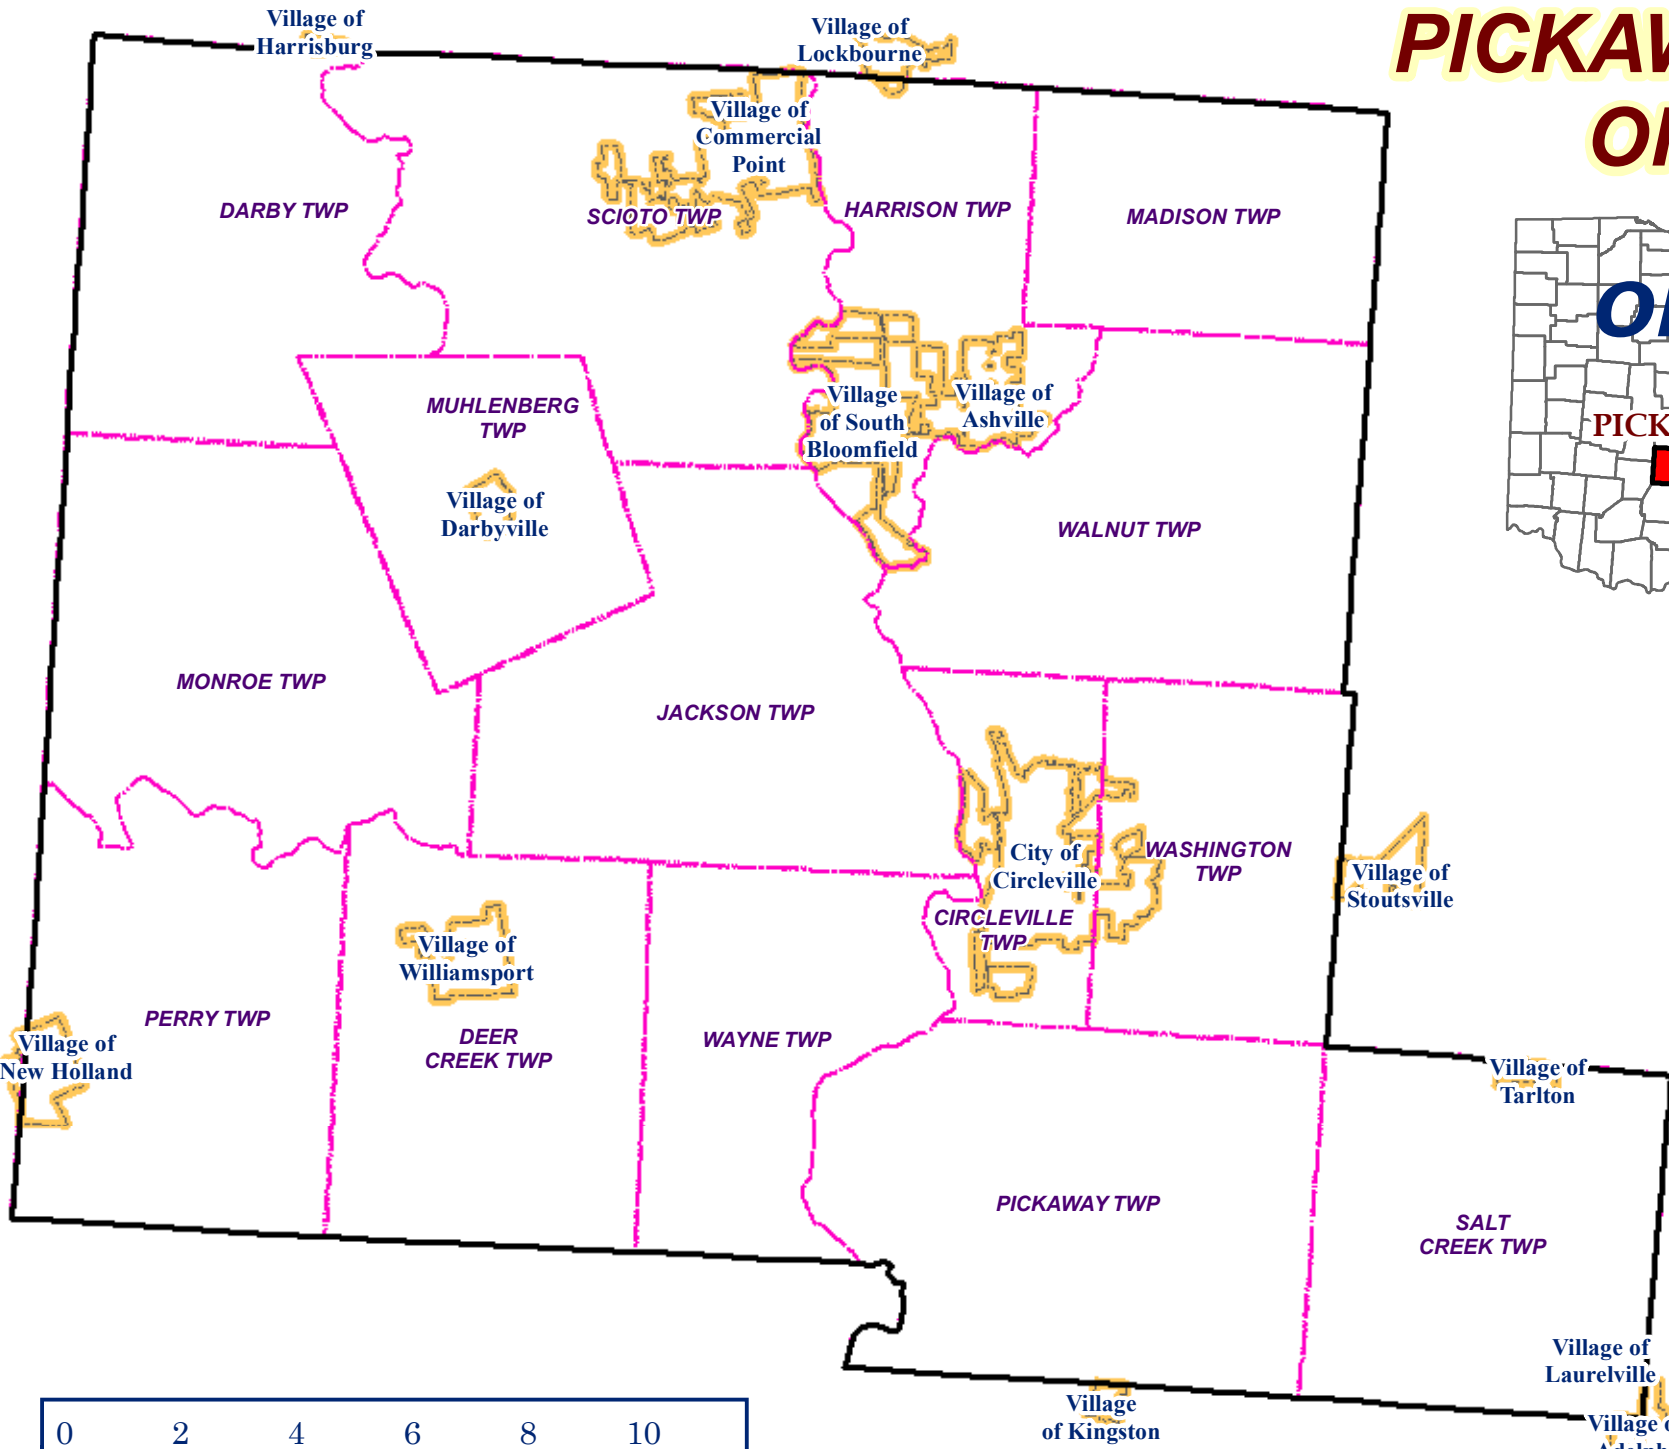 Village of
Harrisburg
Village of
Lockbourne
Village of
Commercial
Point
DARBY TWP
SCIOTO TWP
HARRISON TWP
MADISON TWP
MUHLENBERG
TWP
Village
of South
Bloomfield
Village of
Ashville
Village of
Darbyville
WALNUT TWP
MONROE TWP
JACKSON TWP
City of
Circleville
WASHINGTON
TWP
Village of
Stoutsville
CIRCLEVILLE
TWP
Village of
Williamsport
PERRY TWP
DEER
CREEK TWP
WAYNE TWP
Village of
New Holland
Village of
Tarlton
PICKAWAY TWP
SALT
CREEK TWP
Village of
Laurelville
Village
of Kingston
Village
0 2 4 6 8 10